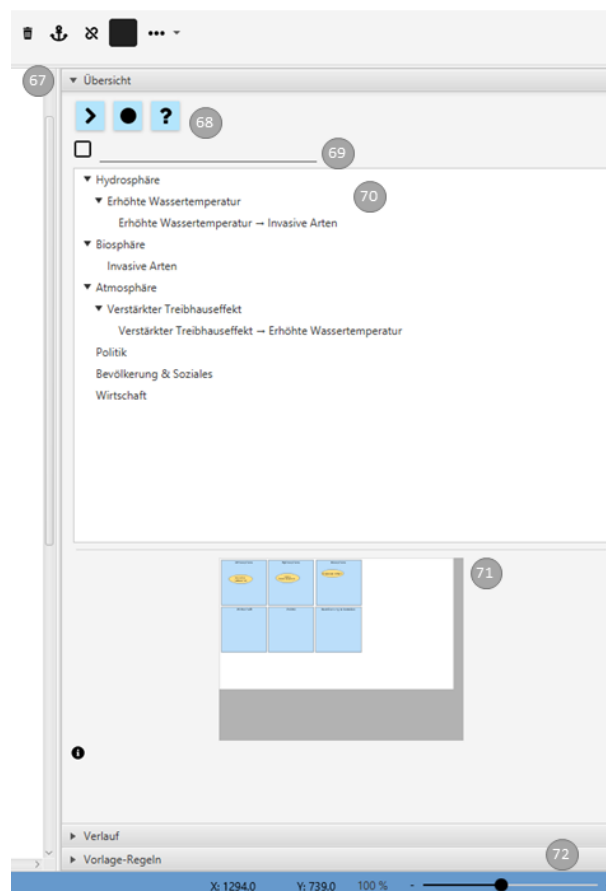 67
Übersicht
?
68
69
Hydrosphäre
70
Erhöhte Wassertemperatur
Erhöhte Wassertemperatur → Invasive Arten
Biosphäre
Invasive Arten
Atmosphäre
Verstärkter Treibhauseffekt
Verstärkter Treibhauseffekt → Erhöhte Wassertemperatur
Politik
Bevölkerung & Soziales
Wirtschaft
71
Verlauf
Vorlage-Regeln
72
X: 1294.0 Y: 739.0 100 % -